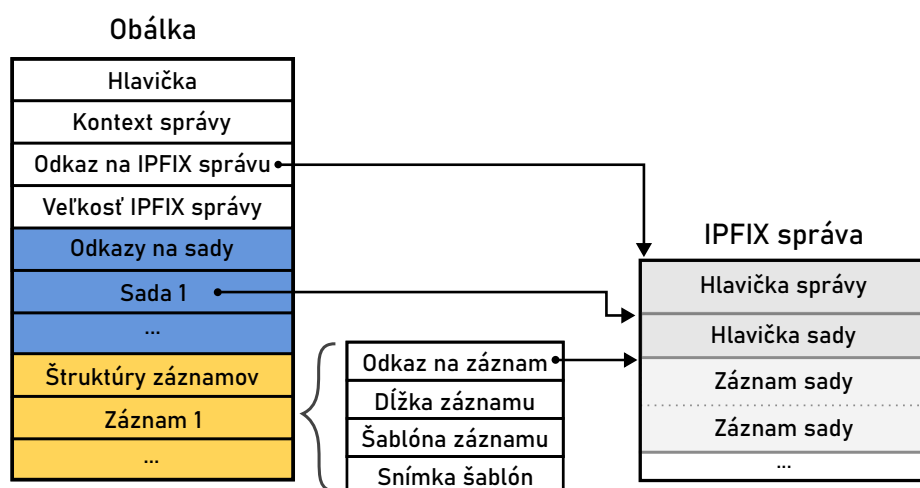 Obálka
Hlavička
Kontext správy
Odkaz na IPFIX správu
Veľkosť IPFIX správy
Odkazy na sady
Sada 1
...
Štruktúry záznamov
Záznam 1
...
Odkaz na záznam
Dĺžka záznamu
Šablóna záznamu
Snímka šablón
IPFIX správa
Hlavička správy
Hlavička sady
Záznam sady
Záznam sady
...